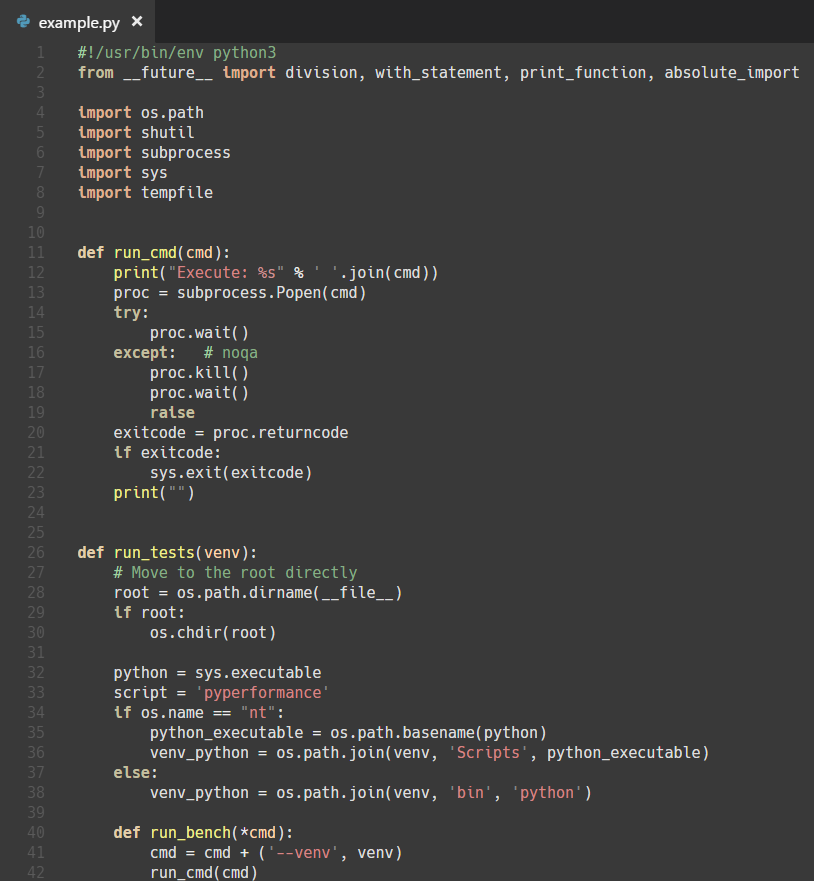 example.py ×
1 #!/usr/bin/env python3
2 from __future__ import division, with_statement, print_function, absolute_import
3
4 import os.path
5 import shutil
6 import subprocess
7 import sys
8 import tempfile
9
10
11 def run_cmd(cmd):
12     print("Execute: %s" % ' '.join(cmd))
13     proc = subprocess.Popen(cmd)
14     try:
15         proc.wait()
16     except:   # noqa
17         proc.kill()
18         proc.wait()
19         raise
20     exitcode = proc.returncode
21     if exitcode:
22         sys.exit(exitcode)
23     print("")
24
25
26 def run_tests(venv):
27     # Move to the root directly
28     root = os.path.dirname(__file__)
29     if root:
30         os.chdir(root)
31
32     python = sys.executable
33     script = 'pyperformance'
34     if os.name == "nt":
35         python_executable = os.path.basename(python)
36         venv_python = os.path.join(venv, 'Scripts', python_executable)
37     else:
38         venv_python = os.path.join(venv, 'bin', 'python')
39
40     def run_bench(*cmd):
41         cmd = cmd + ('--venv', venv)
42         run_cmd(cmd)